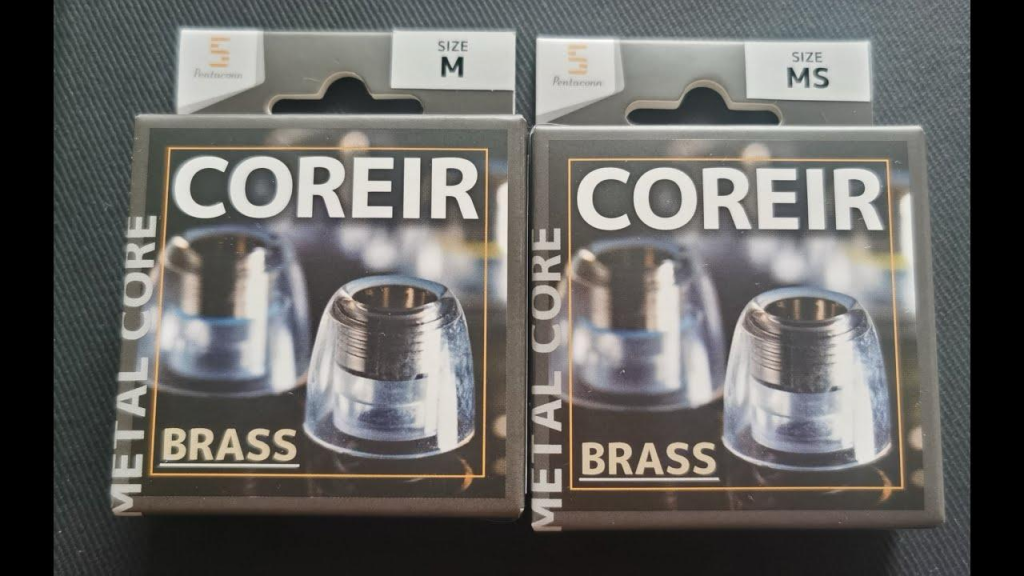 Pentaconn
SIZE
M
COREIR
METAL CORE
BRASS
Pentaconn
SIZE
MS
COREIR
METAL CORE
BRASS